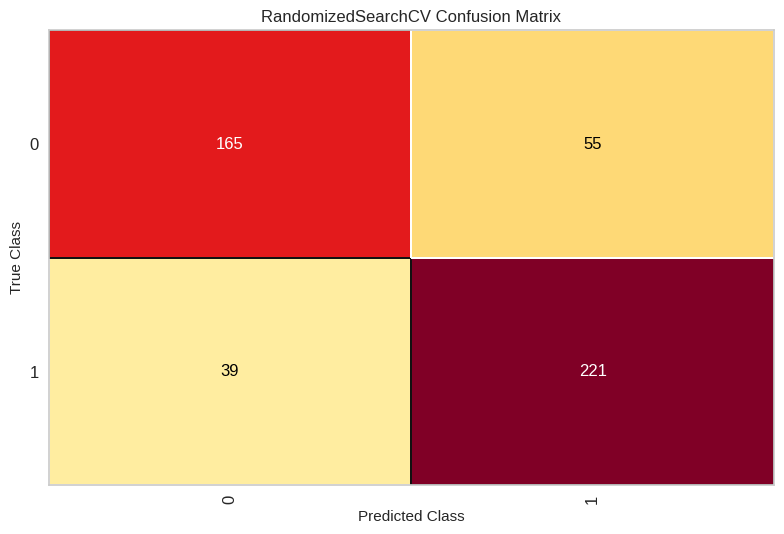 RandomizedSearchCV Confusion Matrix
True Class
0
165
55
1
39
221
0
1
Predicted Class